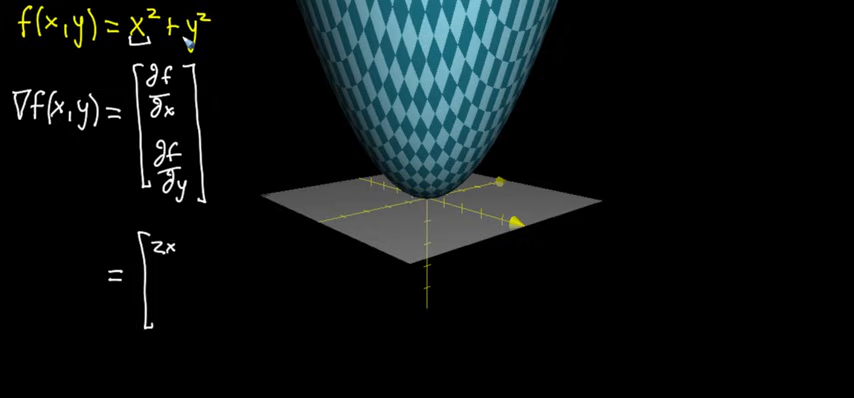 f(x,y) = x² + y²
∇f(x,y) = [∂f/∂x
∂f/∂y]
= [2x